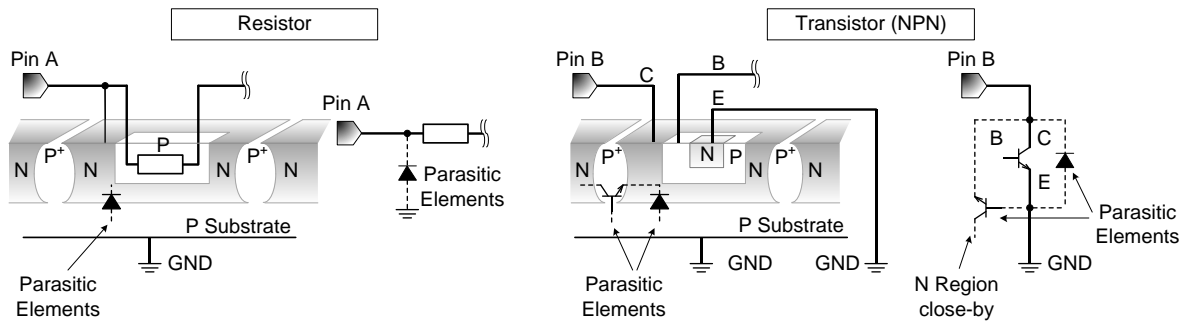 Resistor
Transistor (NPN)
Pin A
Pin B
C
B
E
Pin B
Pin A
N
P+
N
P
N
P+
N
Parasitic
Elements
N
P+
N
N
P
P+
N
B
C
E
P Substrate
GND
Parasitic
Elements
P Substrate
GND
GND
Parasitic
Elements
Parasitic
Elements
GND
N Region
close-by